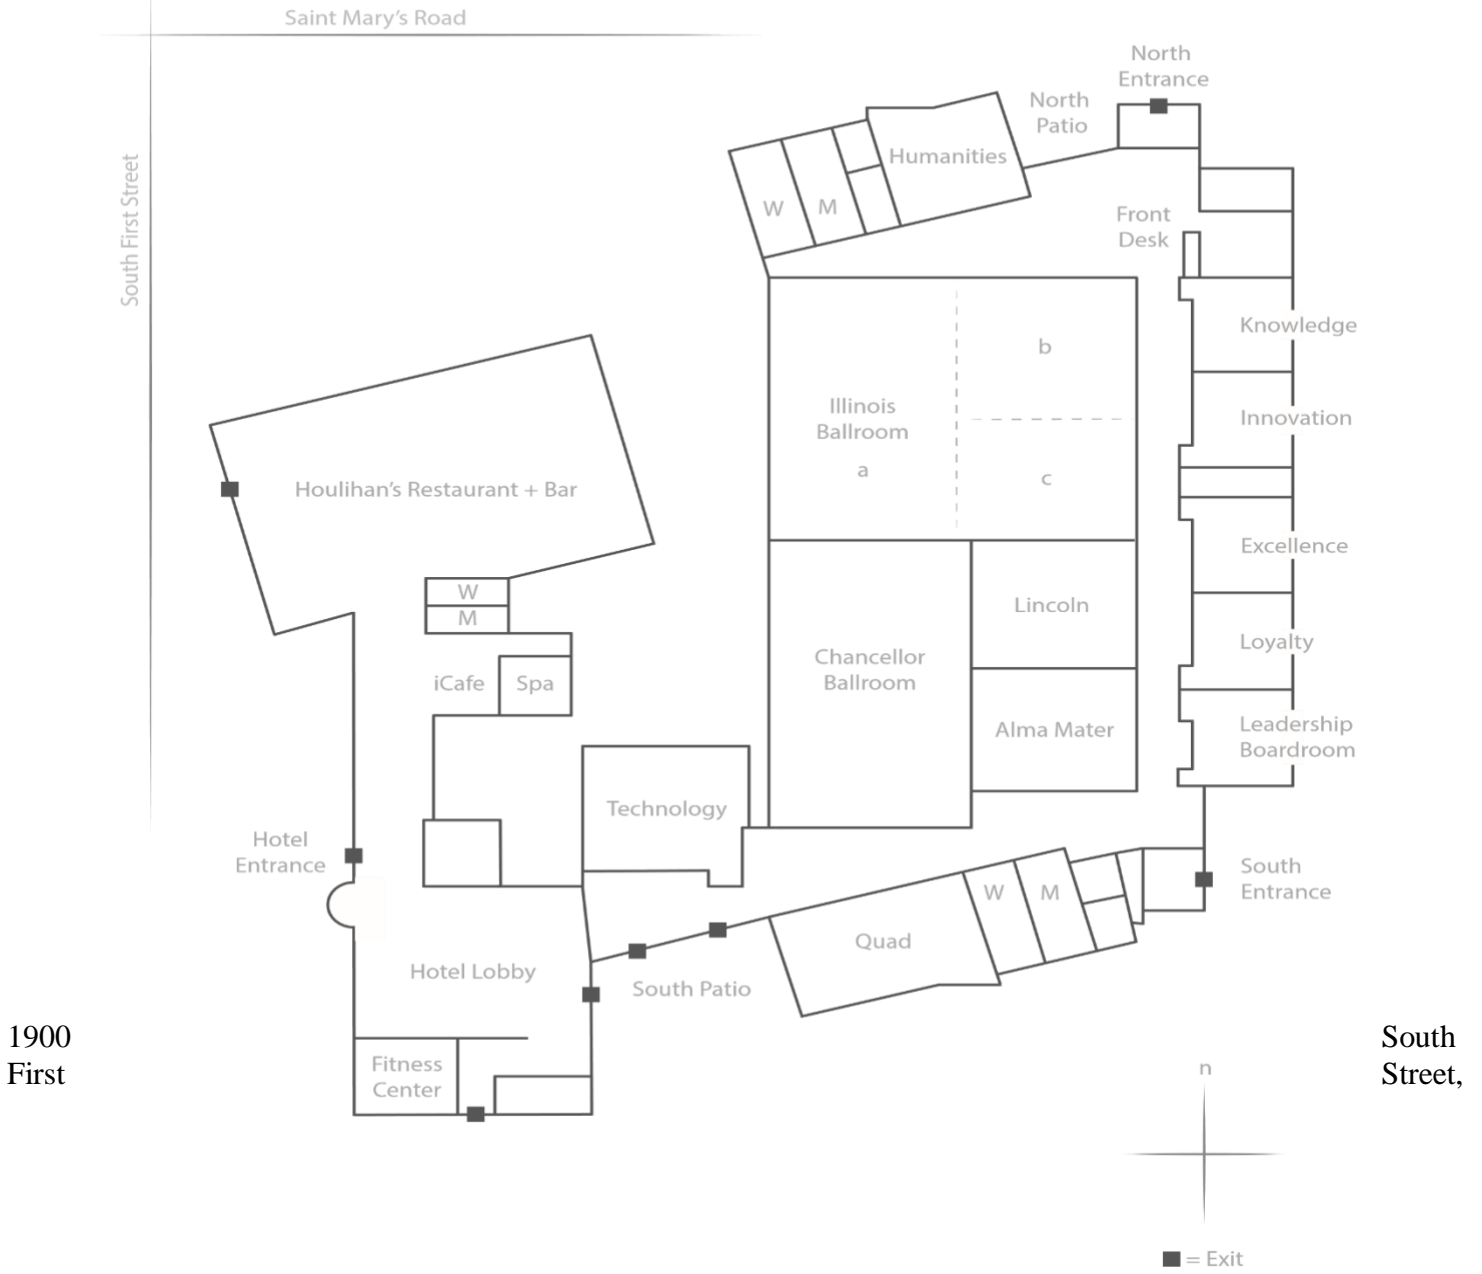 Saint Mary's Road
South First Street
North
Entrance
North
Patio
Humanities
W
M
Front
Desk
Knowledge
b
Illinois
Ballroom
a
Innovation
c
Houlihan's Restaurant + Bar
Excellence
W
M
Lincoln
Loyalty
Chancellor
Ballroom
iCafe
Spa
Alma Mater
Leadership
Boardroom
Technology
Hotel
Entrance
South
Entrance
W
M
Quad
Hotel Lobby
South Patio
1900 South
First Street,
Fitness
Center
n
= Exit